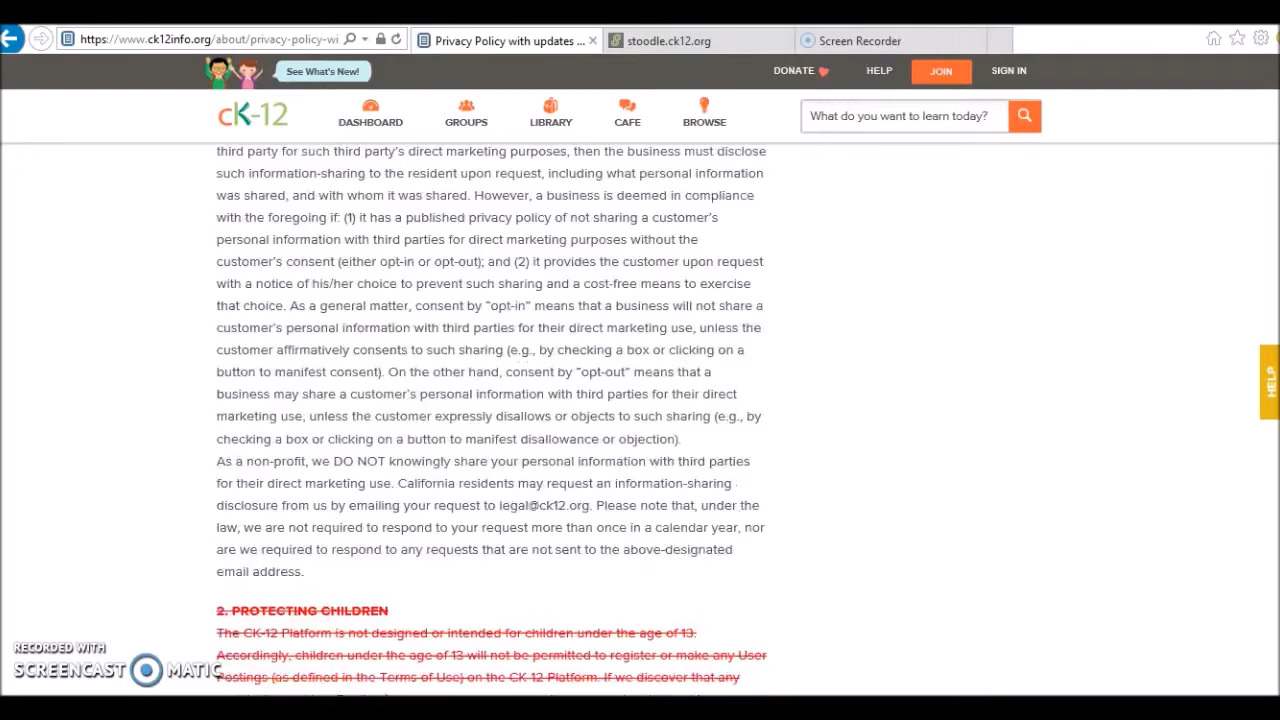 https://www.ck12info.org/about/privacy-policy-wi
Privacy Policy with updates ...
stoodle.ck12.org
Screen Recorder
See What's New!
DONATE
HELP
JOIN
SIGN IN
cK-12
DASHBOARD
GROUPS
LIBRARY
CAFE
BROWSE
What do you want to learn today?
third party for such third party's direct marketing purposes, then the business must disclose
such information-sharing to the resident upon request, including what personal information
was shared, and with whom it was shared. However, a business is deemed in compliance
with the foregoing if: (1) it has a published privacy policy of not sharing a customer's
personal information with third parties for direct marketing purposes without the
customer's consent (either opt-in or opt-out); and (2) it provides the customer upon request
with a notice of his/her choice to prevent such sharing and a cost-free means to exercise
that choice. As a general matter, consent by "opt-in" means that a business will not share a
customer's personal information with third parties for their direct marketing use, unless the
customer affirmatively consents to such sharing (e.g., by checking a box or clicking on a
button to manifest consent). On the other hand, consent by "opt-out" means that a
business may share a customer's personal information with third parties for their direct
marketing use, unless the customer expressly disallows or objects to such sharing (e.g., by
checking a box or clicking on a button to manifest disallowance or objection).
As a non-profit, we DO NOT knowingly share your personal information with third parties
for their direct marketing use. California residents may request an information-sharing
disclosure from us by emailing your request to legal@ck12.org. Please note that, under the
law, we are not required to respond to your request more than once in a calendar year, nor
are we required to respond to any requests that are not sent to the above-designated
email address.
HELP
2. PROTECTING CHILDREN
The CK-12 Platform is not designed or intended for children under the age of 13.
Accordingly, children under the age of 13 will not be permitted to register or make any User
Postings (as defined in the Terms of Use) on the CK-12 Platform. If we discover that any
RECORDED WITH
SCREENCAST MATIC